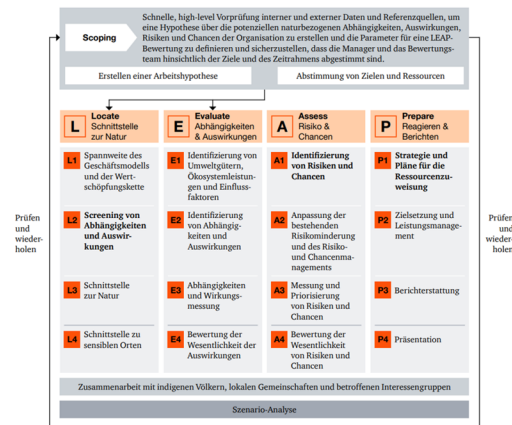 Scoping
Schnelle, high-level Vorprüfung interner und externer Daten und Referenzquellen, um
eine Hypothese über die potenziellen naturbezogenen Abhängigkeiten, Auswirkungen,
Risiken und Chancen der Organisation zu erstellen und die Parameter für eine LEAP-
Bewertung zu definieren und sicherzustellen, dass die Manager und das Bewertungs-
team hinsichtlich der Ziele und des Zeitrahmens abgestimmt sind.
Erstellen einer Arbeitshypothese
Abstimmung von Zielen und Ressourcen
L
Locate
Schnittstelle
zur Natur
L1
Spannweite des
Geschäftsmodells
und der Wert-
schöpfungskette
L2
Screening von
Abhängigkeiten
und Auswir-
kungen
L3
Schnittstelle
zur Natur
L4
Schnittstelle zu
sensiblen Orten
E
Evaluate
Abhängigkeiten
& Auswirkungen
E1
Identifizierung von
Umweltgütern,
Ökosystemleistun-
gen und Einfluss-
faktoren
E2
Identifizierung
von Abhängig-
keiten und
Auswirkungen
E3
Abhängigkeiten
und Wirkungs-
messung
E4
Bewertung der
Wesentlichkeit der
Auswirkungen
A
Assess
Risiko &
Chancen
A1
Identifizierung
von Risiken und
Chancen
A2
Anpassung der
bestehenden
Risikominderung
und des Risiko-
und Chancenma-
nagements
A3
Messung und
Priorisierung
von Risiken und
Chancen
A4
Bewertung der
Wesentlichkeit
von Risiken und
Chancen
P
Prepare
Reagieren &
Berichten
P1
Strategie und
Pläne für die
Ressourcenzu-
weisung
P2
Zielsetzung und
Leistungsmanage-
ment
P3
Berichterstattung
P4
Präsentation
Prüfen
und
wieder-
holen
Prüfen
und
wieder-
holen
Zusammenarbeit mit indigenen Völkern, lokalen Gemeinschaften und betroffenen Interessengruppen
Szenario-Analyse